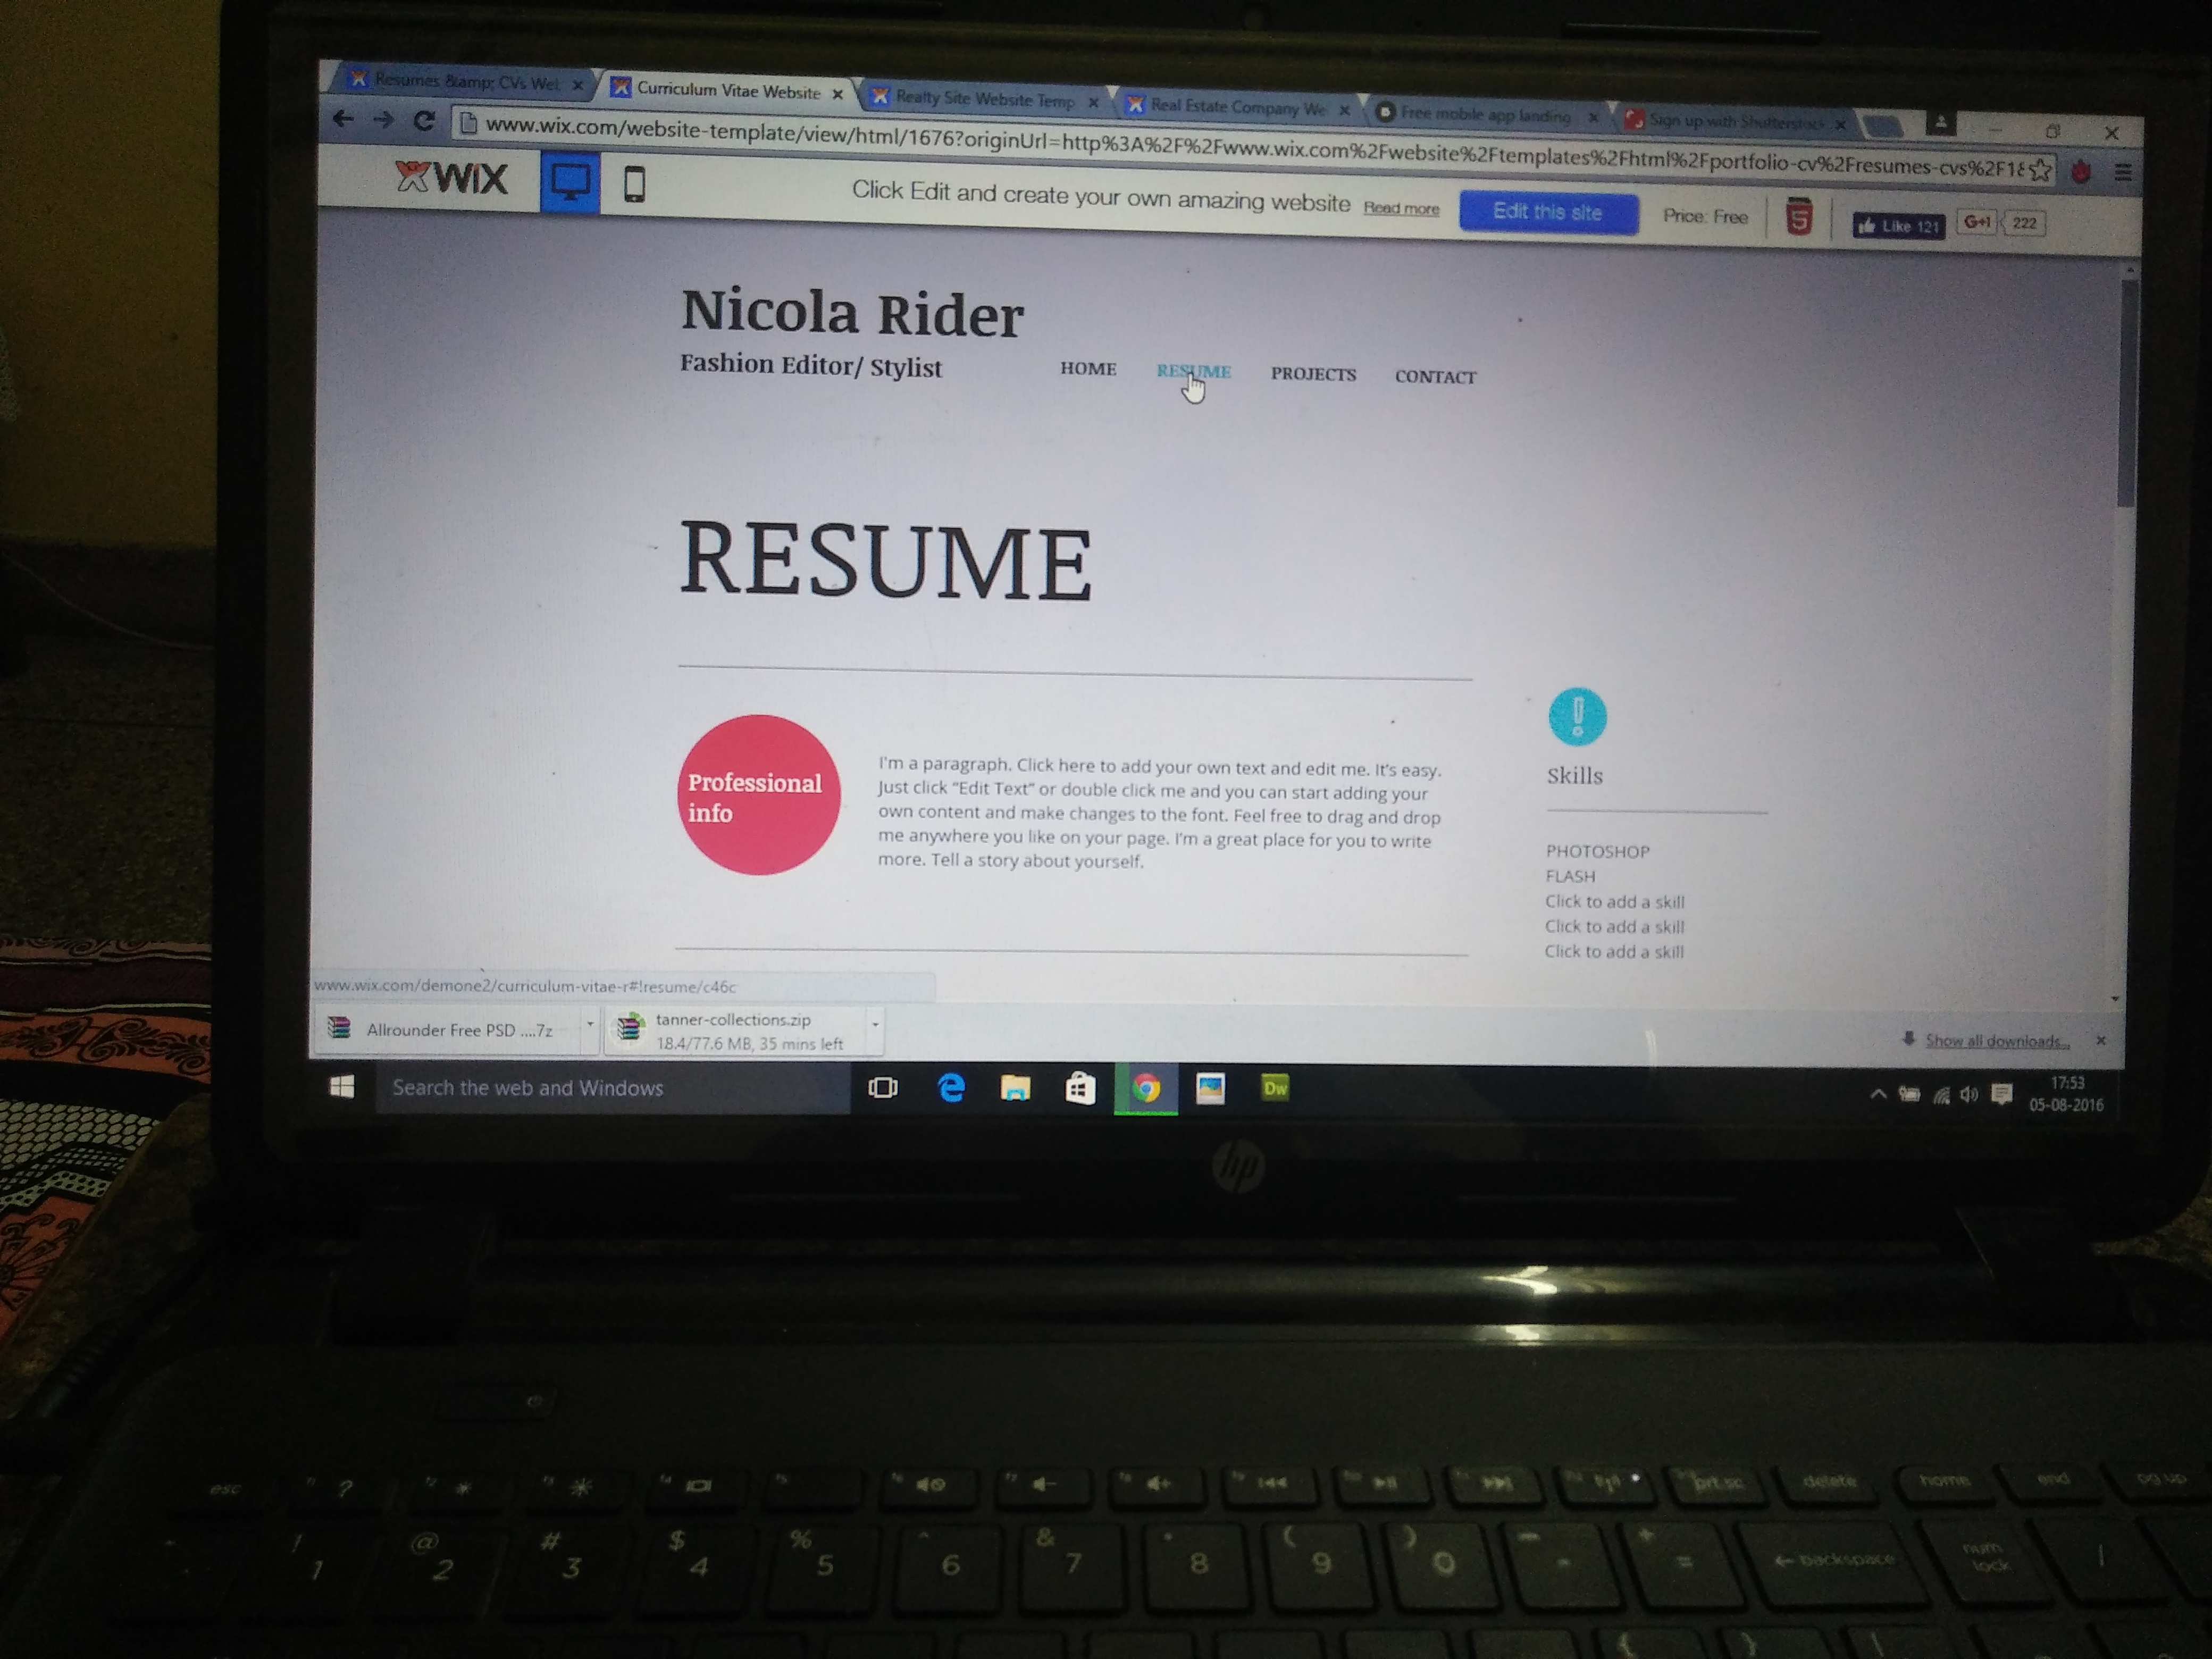 Resumes &amp; CVs Wel
Curriculum Vitae Website
Realty Site Website Temp
Real Estate Company We
Free mobile app landing
Sign up with Shutterstock
www.wix.com/website-template/view/html/1676?originUrl=http%3A%2F%2Fwww.wix.com%2Fwebsite%2Ftemplates%2Fhtml%2Fportfolio-cv%2Fresumes-cvs%2F1
WiX
Click Edit and create your own amazing website Read more
Edit this site
Price: Free
5
Like 121
G+1 222
Nicola Rider
Fashion Editor/ Stylist
HOME RESUME PROJECTS CONTACT
RESUME
Professional
info
I'm a paragraph. Click here to add your own text and edit me. It's easy.
Just click "Edit Text" or double click me and you can start adding your
own content and make changes to the font. Feel free to drag and drop
me anywhere you like on your page. I'm a great place for you to write
more. Tell a story about yourself.
Skills
PHOTOSHOP
FLASH
Click to add a skill
Click to add a skill
Click to add a skill
www.wix.com/demone2/curriculum-vitae-r#!resume/c46c
Allrounder Free PSD ....7z
tanner-collections.zip
18.4/77.6 MB, 35 mins left
Show all downloads...
Search the web and Windows
Dw
17:53
05-08-2016
hp
esc ? prt sc delete home end pg up
! 1 @ 2 # 3 $ 4 % 5 ^ 6 & 7 * 8 ( 9 ) 0 - + = backspace num lock /
{ }